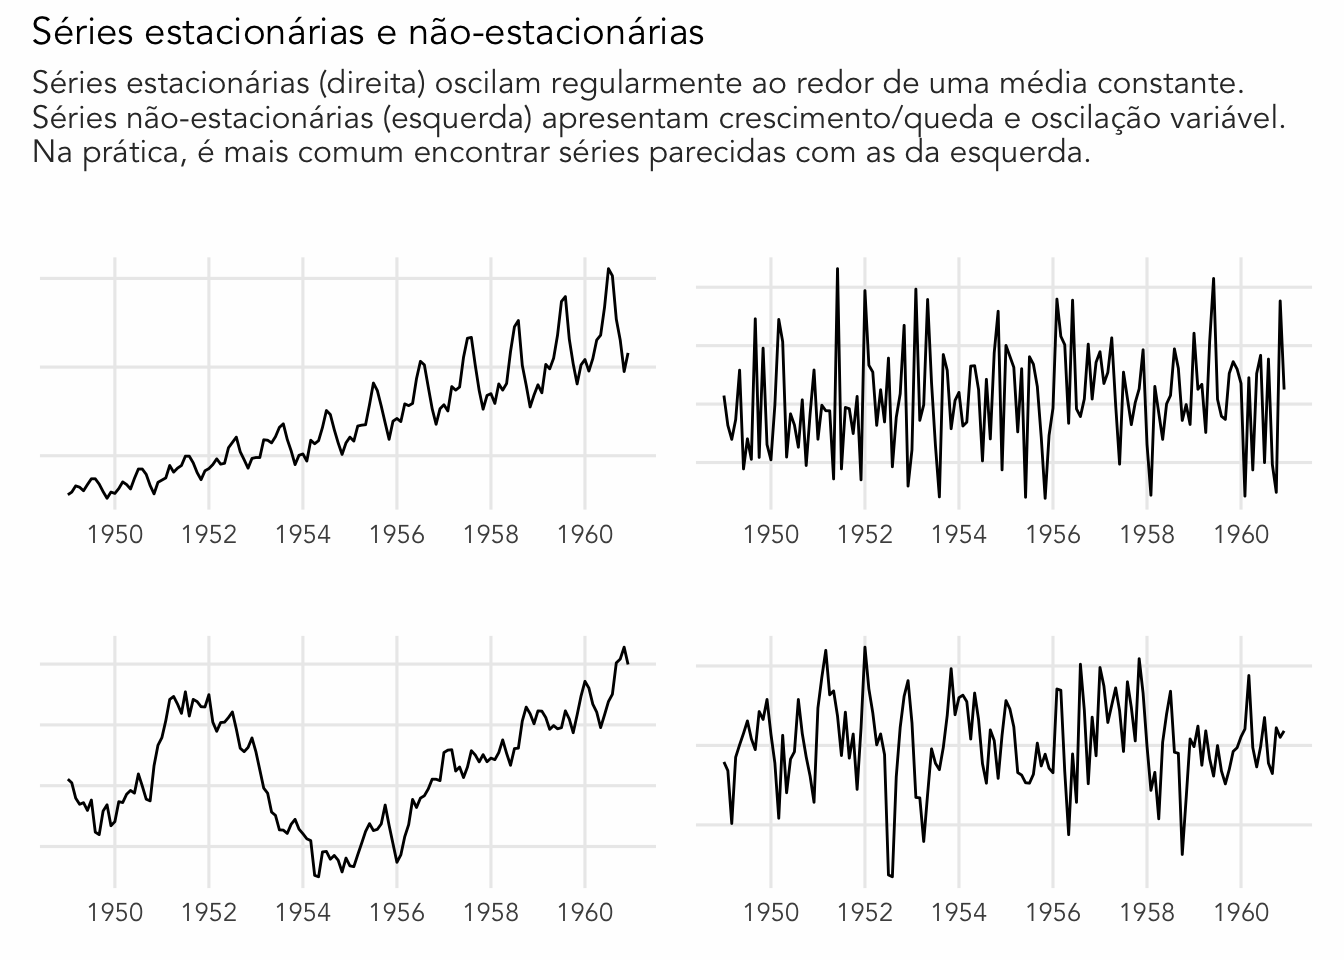 Séries estacionárias e não-estacionárias
Séries estacionárias (direita) oscilam regularmente ao redor de uma média constante.
Séries não-estacionárias (esquerda) apresentam crescimento/queda e oscilação variável.
Na prática, é mais comum encontrar séries parecidas com as da esquerda.
1950 1952 1954 1956 1958 1960
1950 1952 1954 1956 1958 1960
1950 1952 1954 1956 1958 1960
1950 1952 1954 1956 1958 1960